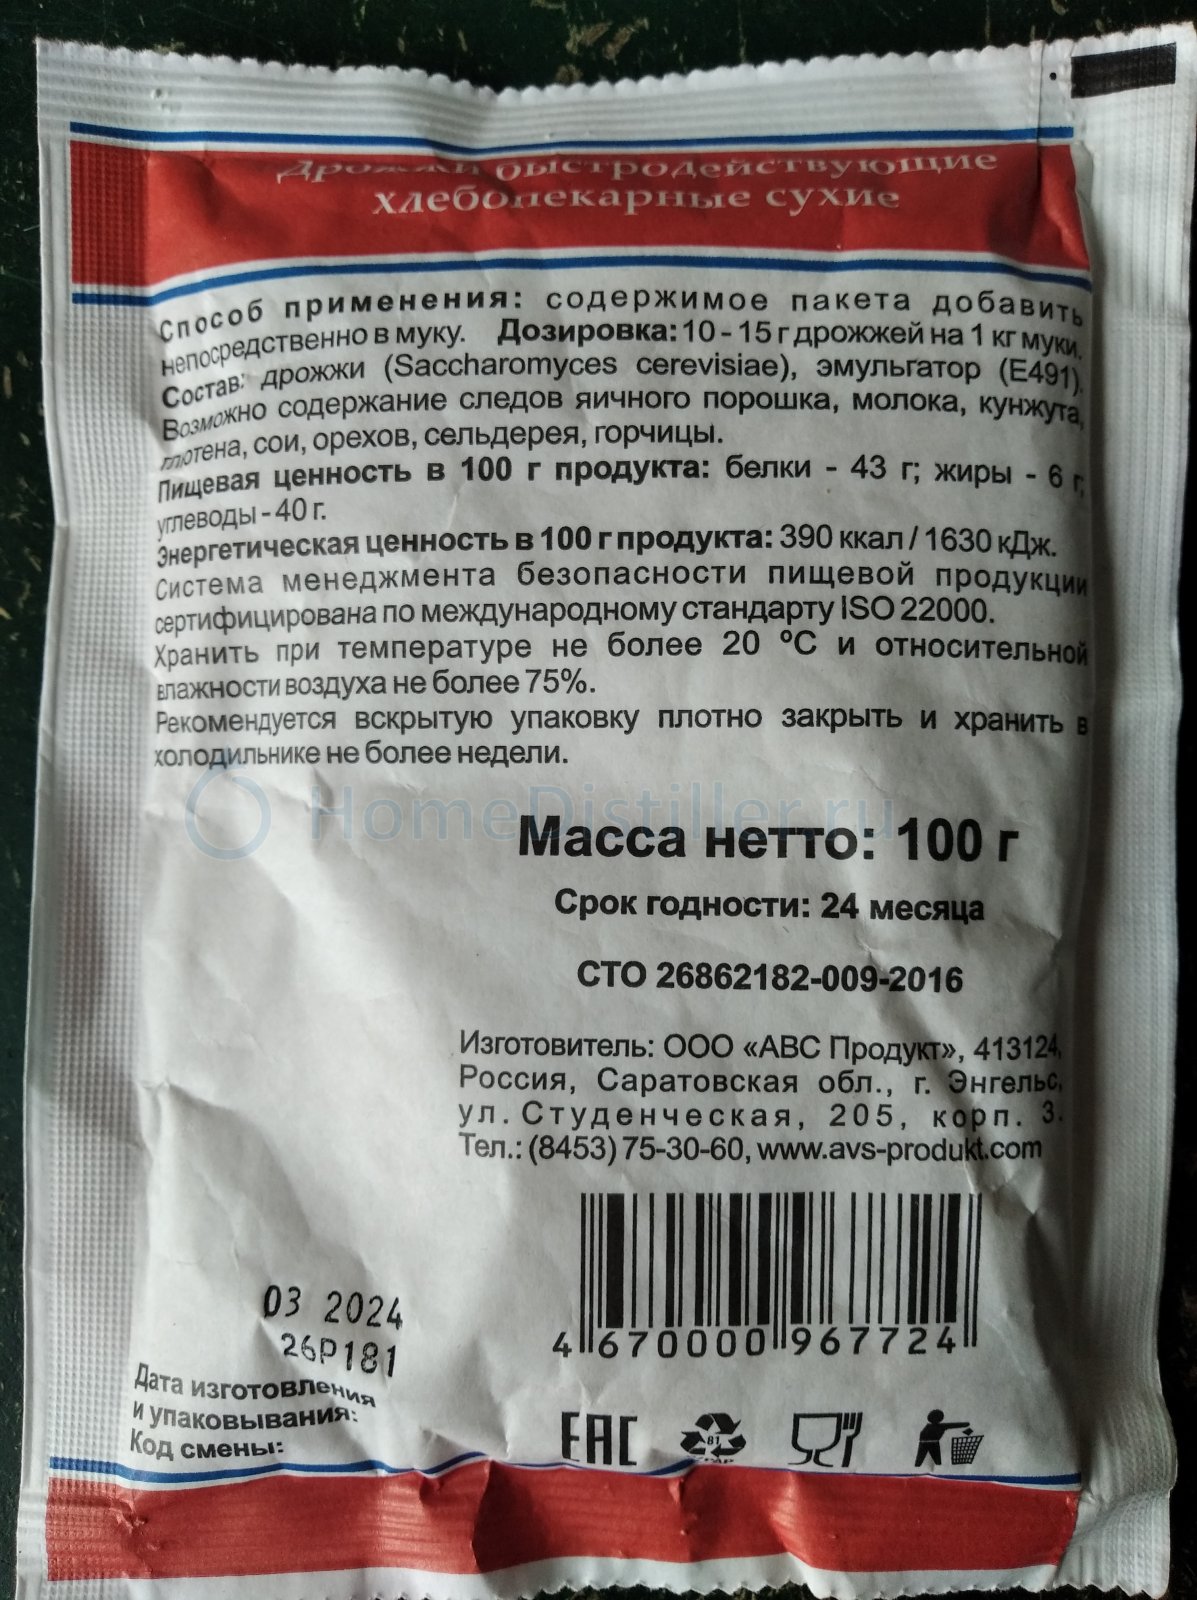 Дрожжи быстродействующие
хлебопекарные сухие
Способ применения: содержимое пакета добавить
непосредственно в муку. Дозировка: 10 - 15 г дрожжей на 1 кг муки.
Состав: дрожжи (Saccharomyces cerevisiae), эмульгатор (Е491).
Возможно содержание следов яичного порошка, молока, кунжута,
глютена, сои, орехов, сельдерея, горчицы.
Пищевая ценность в 100 г продукта: белки - 43 г; жиры - 6 г;
углеводы - 40 г.
Энергетическая ценность в 100 г продукта: 390 ккал / 1630 кДж.
Система менеджмента безопасности пищевой продукции
сертифицирована по международному стандарту ISO 22000.
Хранить при температуре не более 20 °С и относительной
влажности воздуха не более 75%.
Рекомендуется вскрытую упаковку плотно закрыть и хранить в
холодильнике не более недели.
HomeDistiller.ru
Масса нетто: 100 г
Срок годности: 24 месяца
СТО 26862182-009-2016
Изготовитель: ООО «АВС Продукт», 413124,
Россия, Саратовская обл., г. Энгельс,
ул. Студенческая, 205, корп. 3.
Тел.: (8453) 75-30-60, www.avs-produkt.com
03 2024
26Р181
Дата изготовления
и упаковывания:
Код смены:
4 670000 967724
ЕАС
81